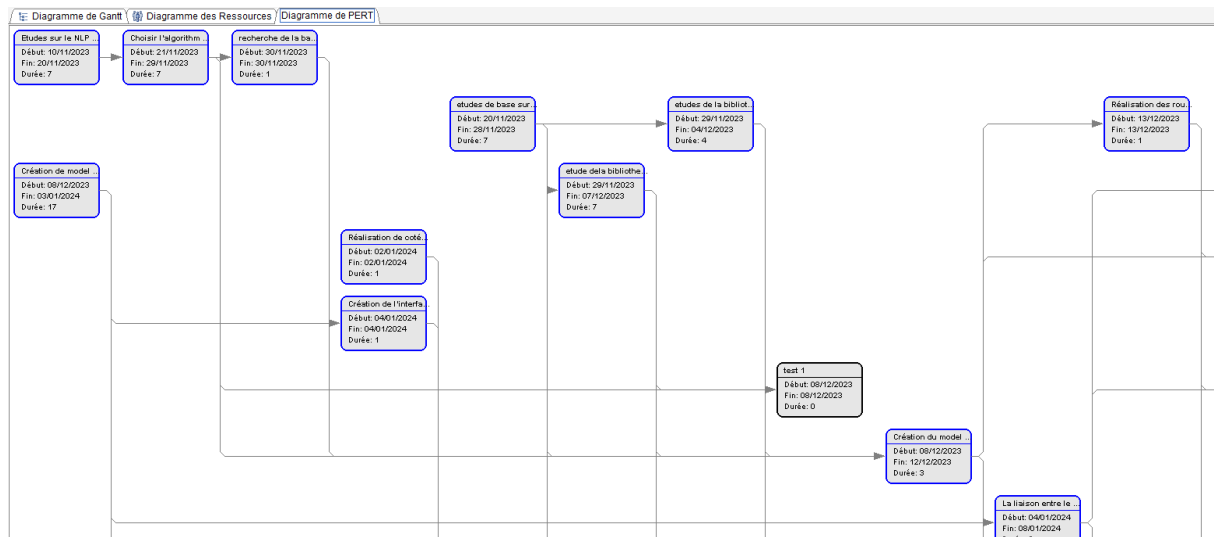 Diagramme de Gantt Diagramme des Ressources Diagramme de PERT
Etudes sur le NLP ...
Début: 10/11/2023
Fin: 20/11/2023
Durée: 7
Choisir l'algorithm ...
Début: 21/11/2023
Fin: 29/11/2023
Durée: 7
recherche de la ba...
Début: 30/11/2023
Fin: 30/11/2023
Durée: 1
etudes de base sur...
Début: 20/11/2023
Fin: 28/11/2023
Durée: 7
etudes de la bibliot...
Début: 29/11/2023
Fin: 04/12/2023
Durée: 4
Réalisation des rou...
Début: 13/12/2023
Fin: 13/12/2023
Durée: 1
Création de model ...
Début: 08/12/2023
Fin: 03/01/2024
Durée: 17
etude dela bibliothe...
Début: 29/11/2023
Fin: 07/12/2023
Durée: 7
Réalisation de coté...
Début: 02/01/2024
Fin: 02/01/2024
Durée: 1
Création de l'interfa...
Début: 04/01/2024
Fin: 04/01/2024
Durée: 1
test 1
Début: 08/12/2023
Fin: 08/12/2023
Durée: 0
Création du model ...
Début: 08/12/2023
Fin: 12/12/2023
Durée: 3
La liaison entre le ...
Début: 04/01/2024
Fin: 08/01/2024